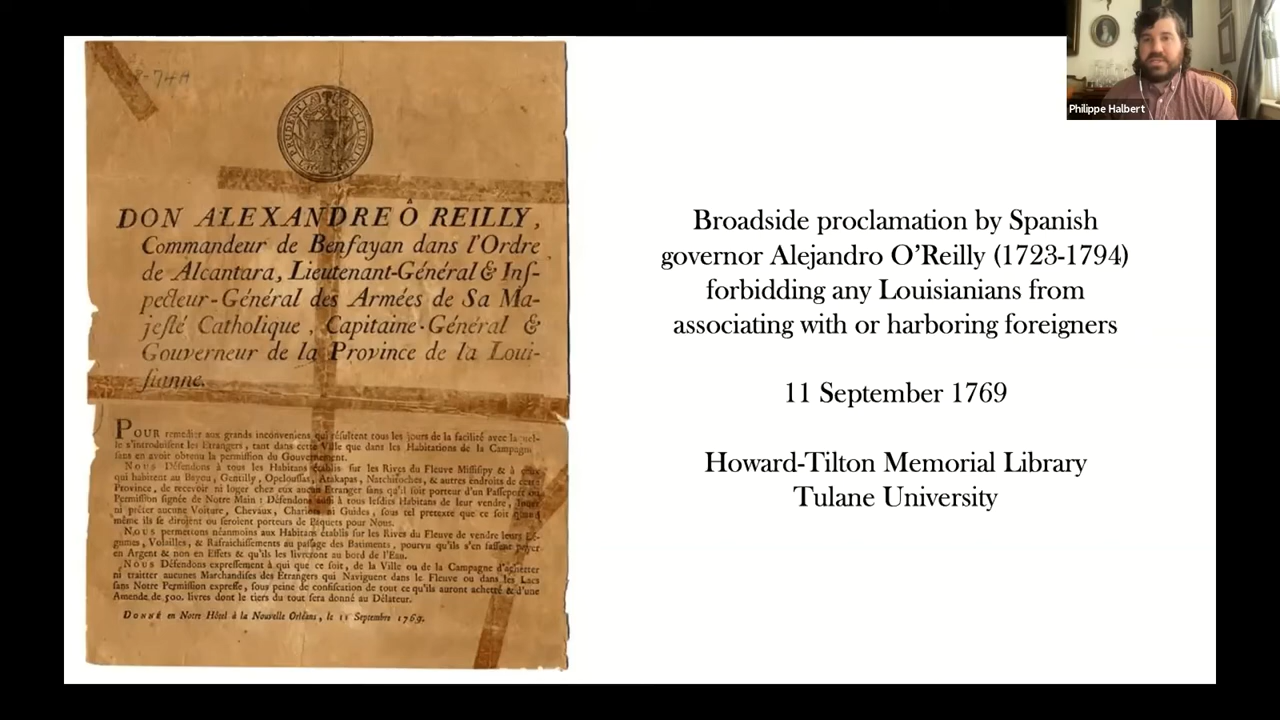 DON ALEXANDRE Ô REILLY,
Commandeur de Benfayan dans l'Ordre
de Alcantara, Lieutenant-Général & Inſ-
pecteur-Général des Armées de Sa Ma-
jeſté Catholique, Capitaine-Général &
Gouverneur de la Province de la Loui-
ſianne.
POUR remedier aux grands inconveniens qui réſultent tous les jours de la facilité avec laquel-
le s'introduiſent les Etrangers, tant dans cette Ville que dans les Habitations de la Campagne
ſans en avoir obtenu la permiſſion du Gouvernement.
NOUS Défendons à tous les Habitans établis ſur les Rives du Fleuve Miſſiſipy & à ceux
qui habitent au Bayou, Gentilly, Opelouſſas, Atakapas, Natchitoches, & autres endroits de cette
Province, de recevoir ni loger chez eux aucun Etranger ſans qu'il ſoit porteur d'un Paſſeport ou
Permiſſion ſignée de Notre Main : Défendons auſſi à tous leſdits Habitans de leur vendre, louer
ni prêter aucune Voiture, Chevaux, Chariots ni Guides, ſous tel pretexte que ce ſoit quand
même ils ſe diroient ou ſeroient porteurs de Paquets pour Nous.
NOUS permettons néanmoins aux Habitans établis ſur les Rives du Fleuve de vendre leurs Lé-
gumes, Volailles, & Rafraichiſſements au paſſage des Batiments, pourvu qu'ils s'en faſſent payer
en Argent & non en Effets & qu'ils les livreront au bord de l'Eau.
NOUS Défendons expreſſement à qui que ce ſoit, de la Ville ou de la Campagne d'achetter
ni traitter aucunes Marchandiſes des Etrangers qui Naviguent dans le Fleuve ou dans les Lacs
ſans Notre Permiſſion expreſſe, ſous peine de confiſcation de tout ce qu'ils auront achetté & d'une
Amende de 500. livres dont le tiers du tout ſera donné au Délateur.
DONNÉ en Notre Hôtel à la Nouvelle Orléans, le 11 Septembre 1769.
Broadside proclamation by Spanish
governor Alejandro O'Reilly (1723-1794)
forbidding any Louisianians from
associating with or harboring foreigners
11 September 1769
Howard-Tilton Memorial Library
Tulane University
Philippe Halbert